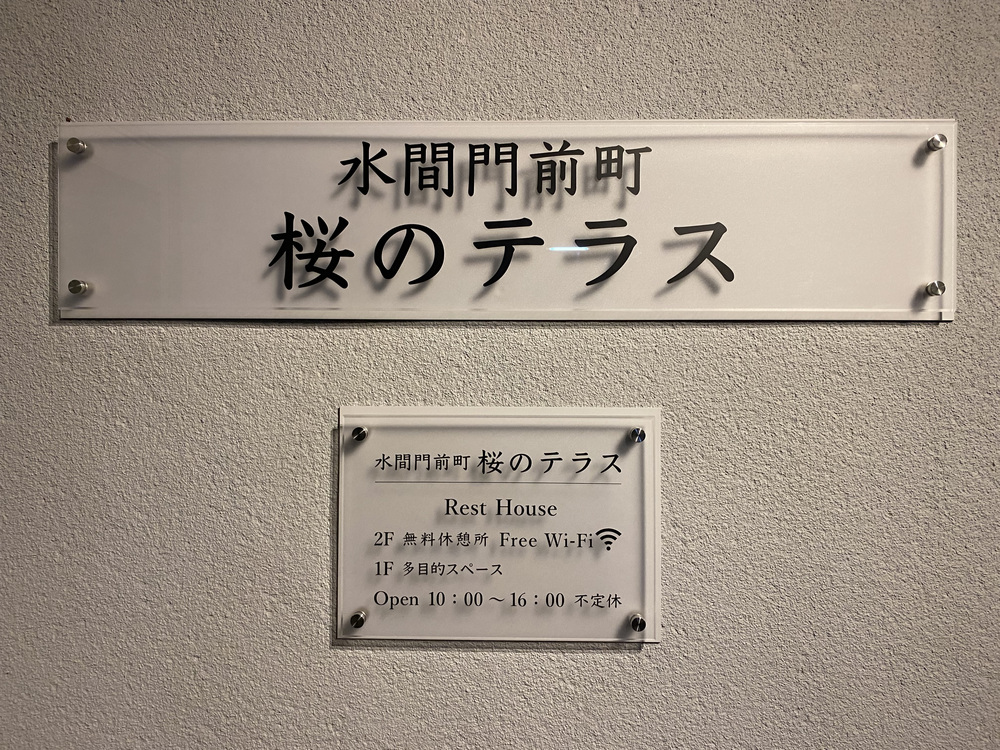 水間門前町
桜のテラス
水間門前町 桜のテラス
Rest House
2F 無料休憩所 Free Wi-Fi
1F 多目的スペース
Open 10：00～16：00 不定休